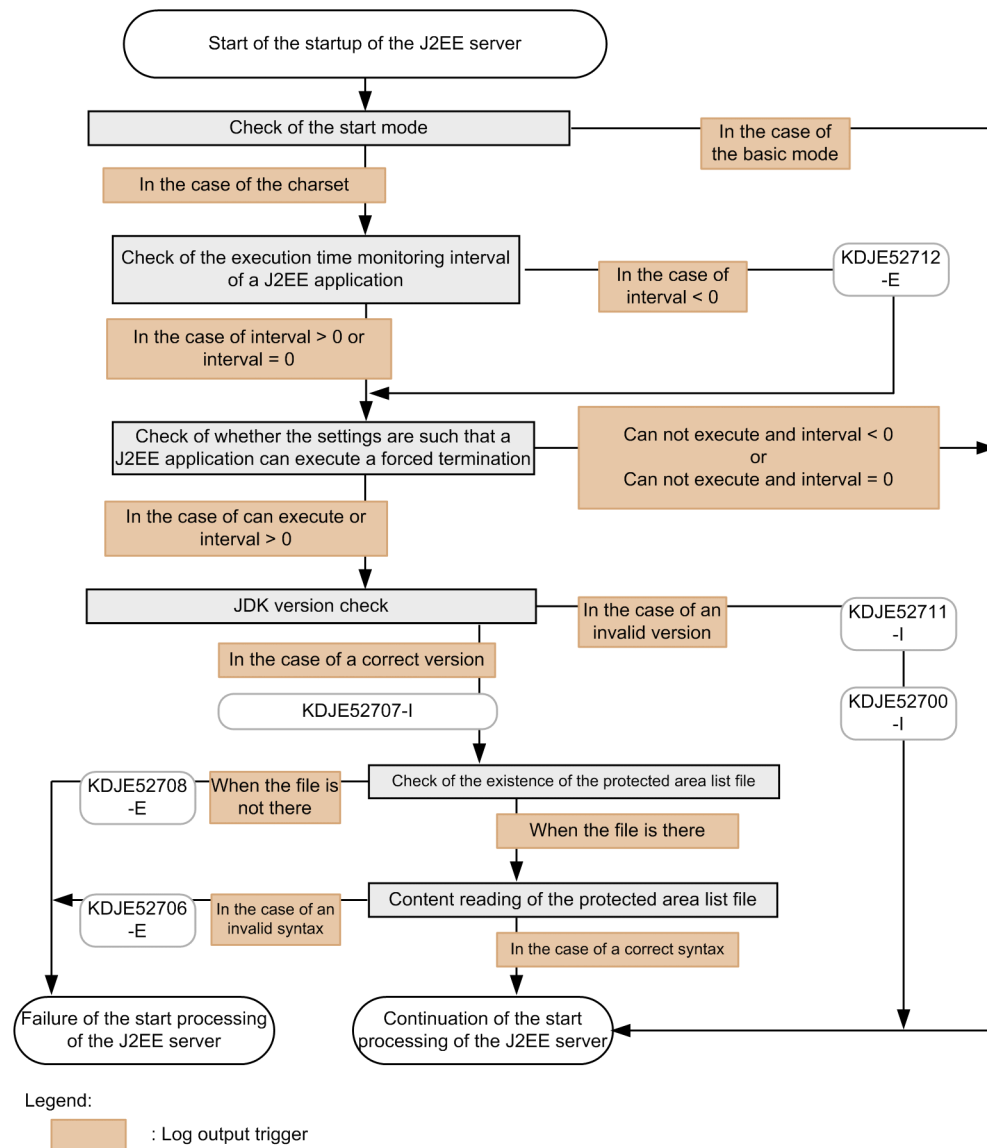 Start of the startup of the J2EE server
Check of the start mode
In the case of
the basic mode
In the case of the charset
Check of the execution time monitoring interval
of a J2EE application
In the case of
interval < 0
KDJE52712
-E
In the case of interval > 0 or
interval = 0
Check of whether the settings are such that a
J2EE application can execute a forced termination
Can not execute and interval < 0
or
Can not execute and interval = 0
In the case of can execute or
interval > 0
JDK version check
In the case of an
invalid version
KDJE52711
-I
In the case of a correct version
KDJE52707-I
KDJE52700
-I
Check of the existence of the protected area list file
When the file is
not there
KDJE52708
-E
When the file is there
Content reading of the protected area list file
In the case of an
invalid syntax
KDJE52706
-E
In the case of a correct syntax
Failure of the start processing
of the J2EE server
Continuation of the start
processing of the J2EE server
Legend:
: Log output trigger